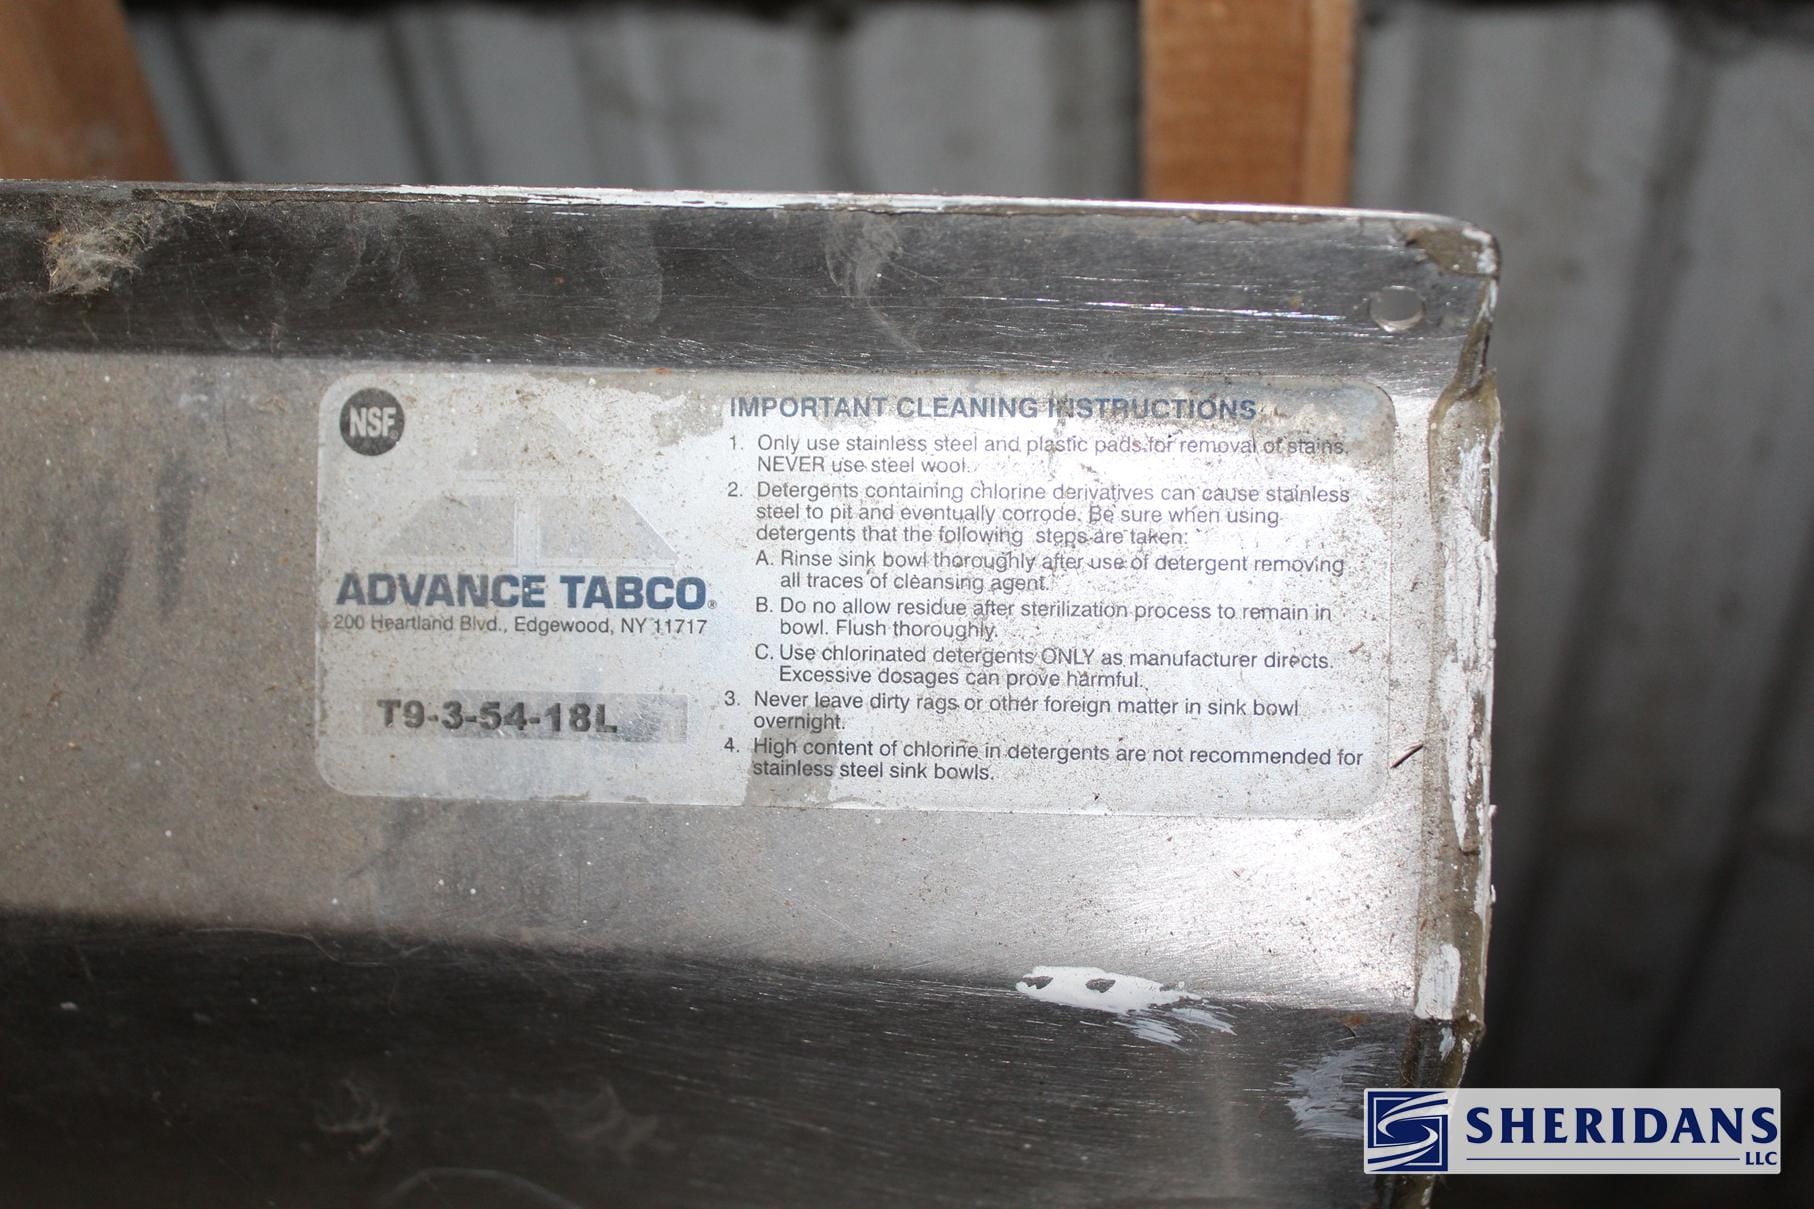 NSF
ADVANCE TABCO®
200 Heartland Blvd., Edgewood, NY 11717
T9-3-54-18L
IMPORTANT CLEANING INSTRUCTIONS
1. Only use stainless steel and plastic pads for removal of stains.
NEVER use steel wool.
2. Detergents containing chlorine derivatives can cause stainless
steel to pit and eventually corrode. Be sure when using
detergents that the following steps are taken:
A. Rinse sink bowl thoroughly after use of detergent removing
all traces of cleansing agent.
B. Do no allow residue after sterilization process to remain in
bowl. Flush thoroughly.
C. Use chlorinated detergents ONLY as manufacturer directs.
Excessive dosages can prove harmful.
3. Never leave dirty rags or other foreign matter in sink bowl
overnight.
4. High content of chlorine in detergents are not recommended for
stainless steel sink bowls.
SHERIDANS
LLC